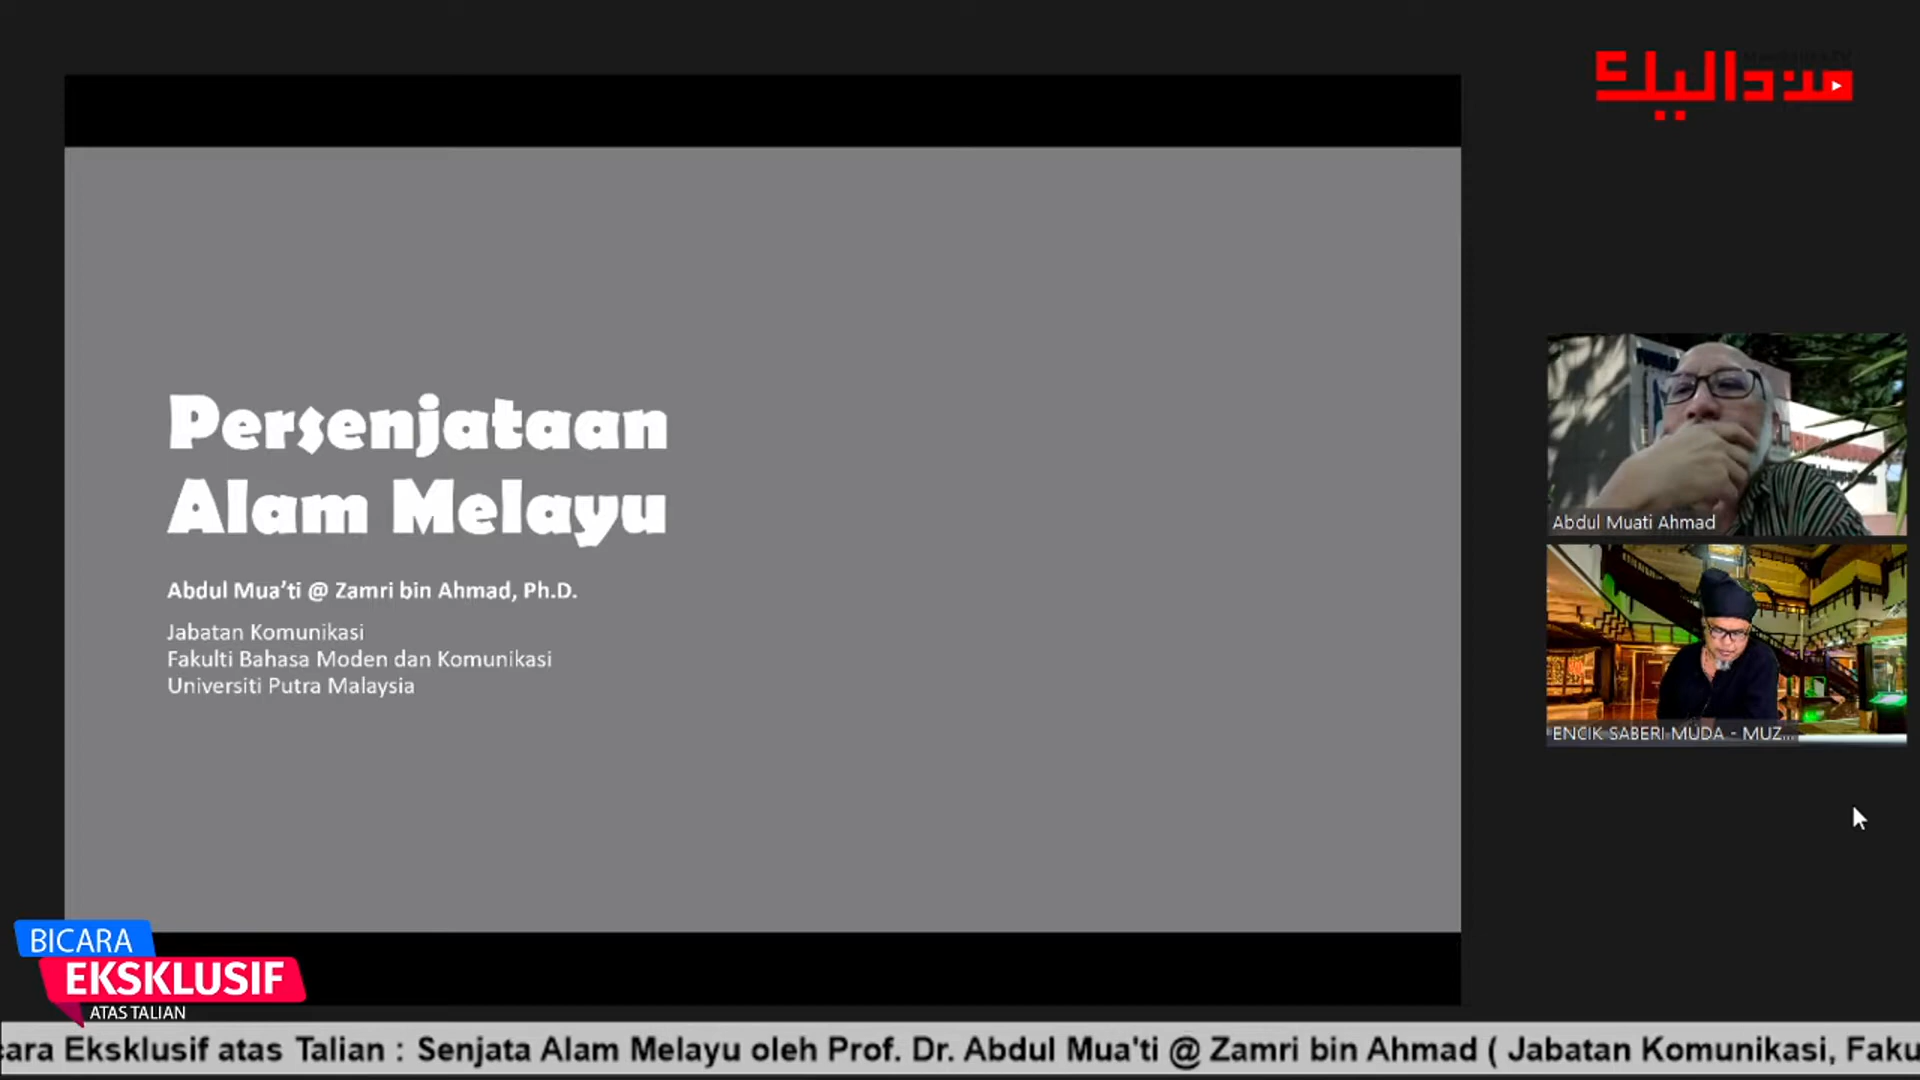 منداليک
Persenjataan
Alam Melayu
Abdul Mua’ti @ Zamri bin Ahmad, Ph.D.
Jabatan Komunikasi
Fakulti Bahasa Moden dan Komunikasi
Universiti Putra Malaysia
Abdul Muati Ahmad
ENCIK SABERI MUDA - MUZ...
BICARA
EKSKLUSIF
ATAS TALIAN
cara Eksklusif atas Talian : Senjata Alam Melayu oleh Prof. Dr. Abdul Mua'ti @ Zamri bin Ahmad ( Jabatan Komunikasi, Faku